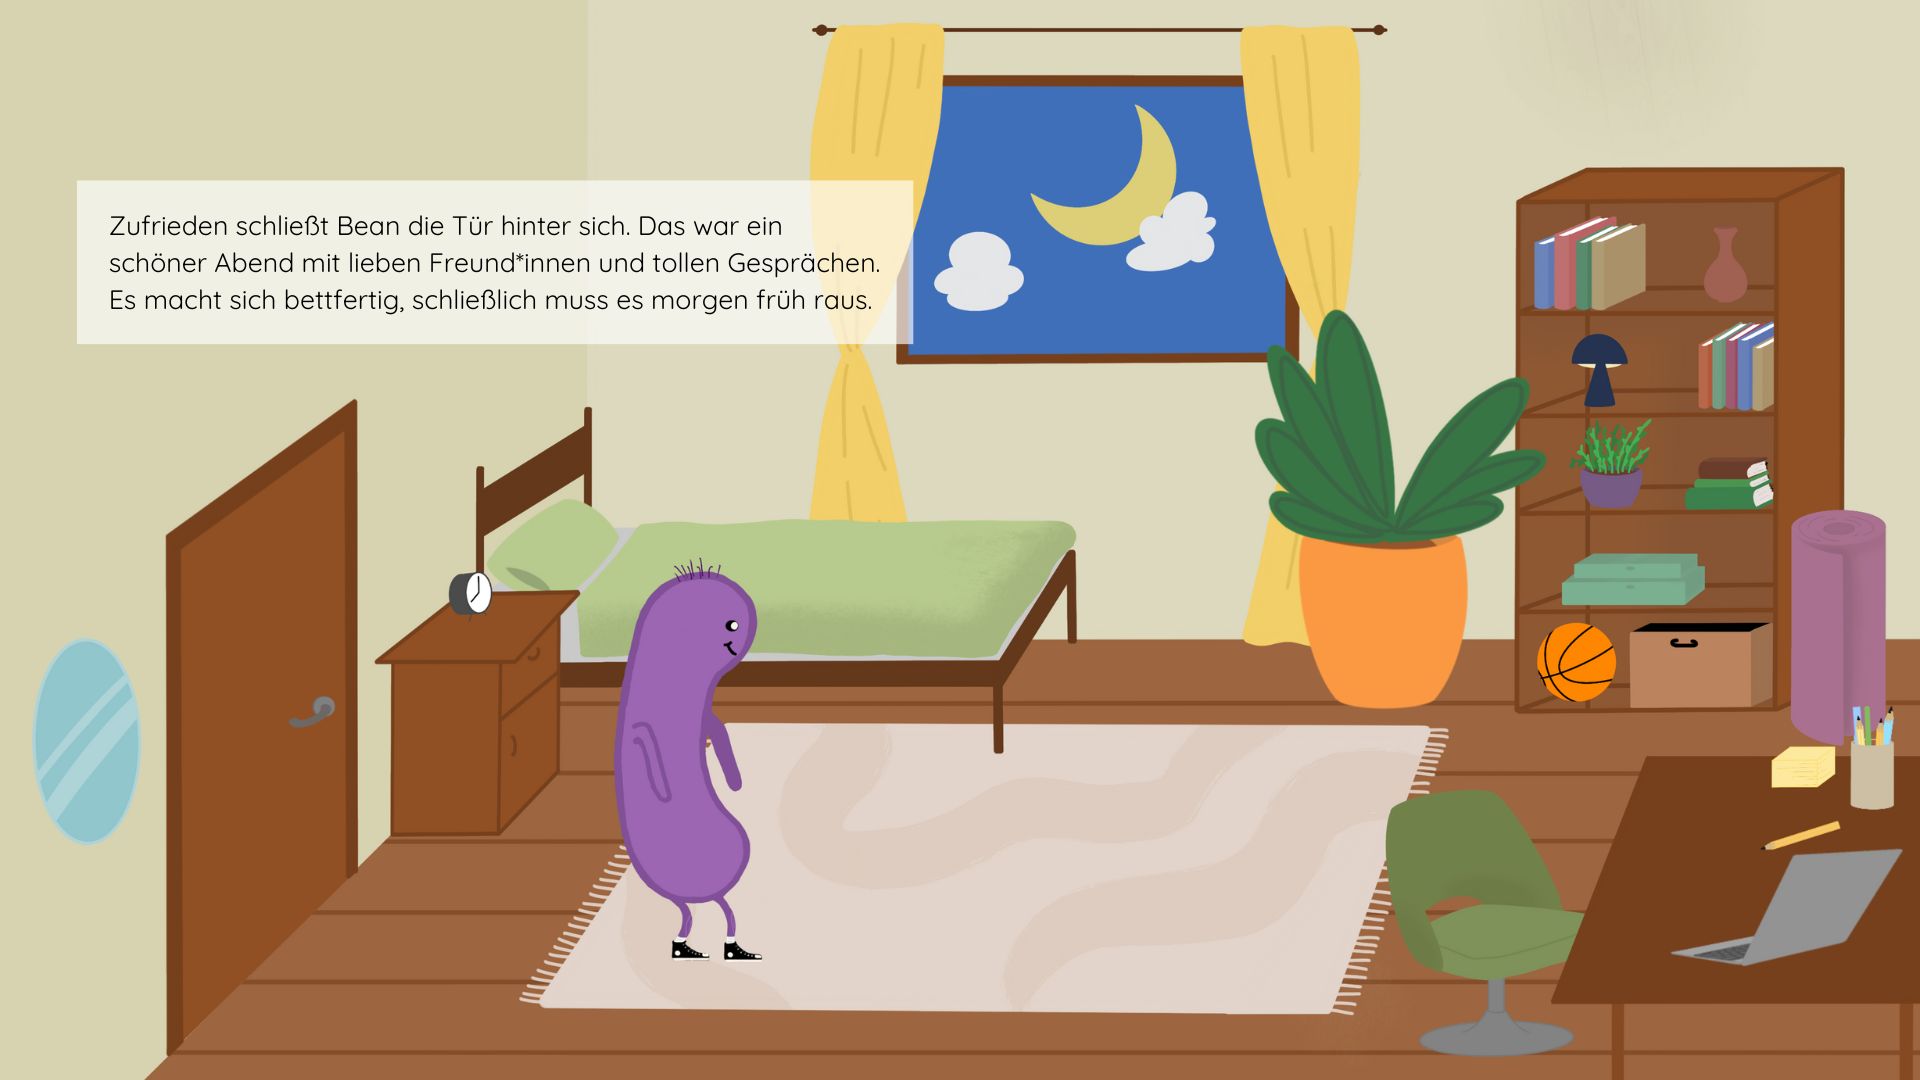 Zufrieden schließt Bean die Tür hinter sich. Das war ein
schöner Abend mit lieben Freund*innen und tollen Gesprächen.
Es macht sich bettfertig, schließlich muss es morgen früh raus.